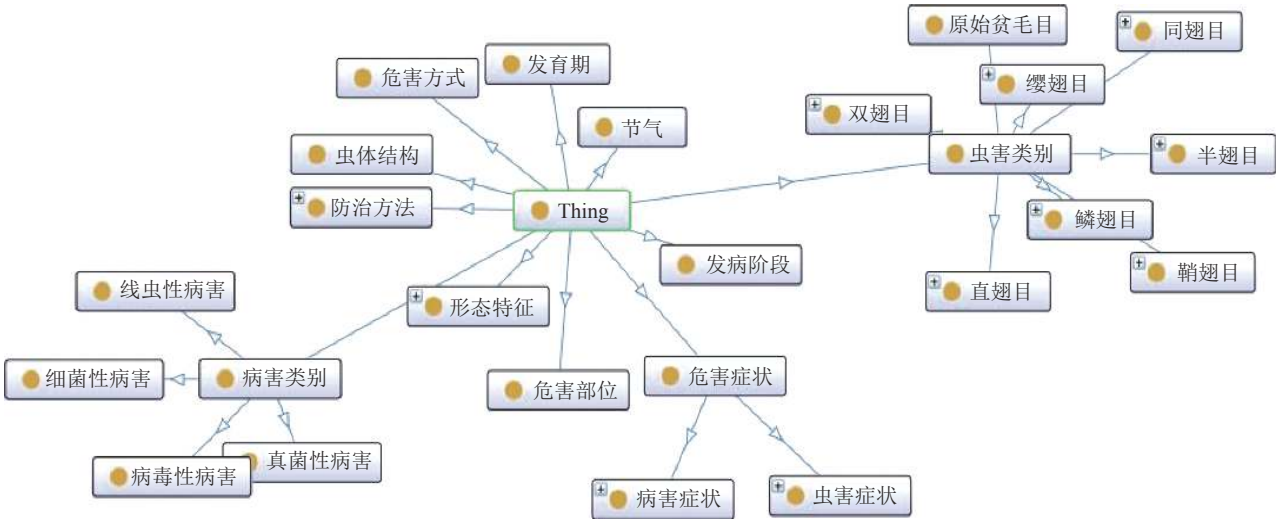 原始贫毛目
同翅目
发育期
危害方式
缨翅目
双翅目
节气
虫体结构
虫害类别
半翅目
防治方法
Thing
鳞翅目
发病阶段
鞘翅目
线虫性病害
形态特征
直翅目
细菌性病害
病害类别
危害部位
危害症状
真菌性病害
病毒性病害
病害症状
虫害症状